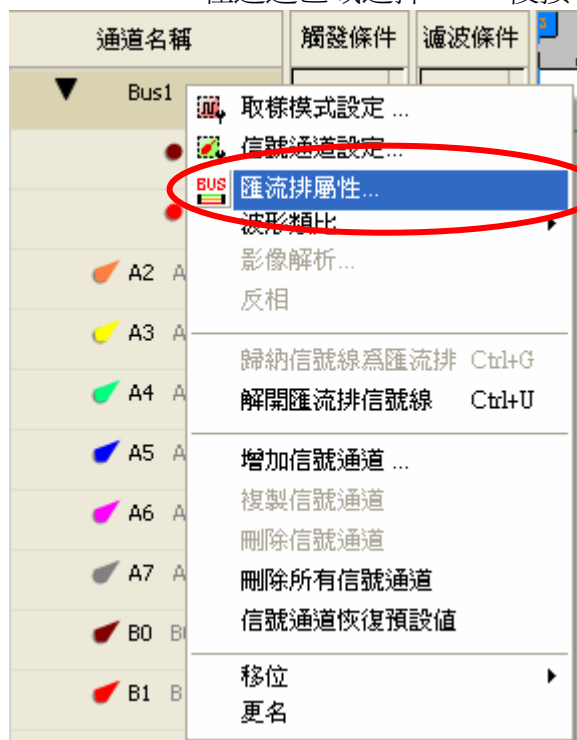 通道名稱 觸發條件 濾波條件
Bus1
取樣模式設定 ...
信號通道設定...
BUS 匯流排屬性...
波形類比
A2 A 影像解析...
反相
A3 A
歸納信號線為匯流排 Ctrl+G
A4 A 解開匯流排信號線 Ctrl+U
A5 A 增加信號通道 ...
A6 A 複製信號通道
刪除信號通道
A7 A 刪除所有信號通道
B0 B 信號通道恢復預設值
B1 B 移位
更名